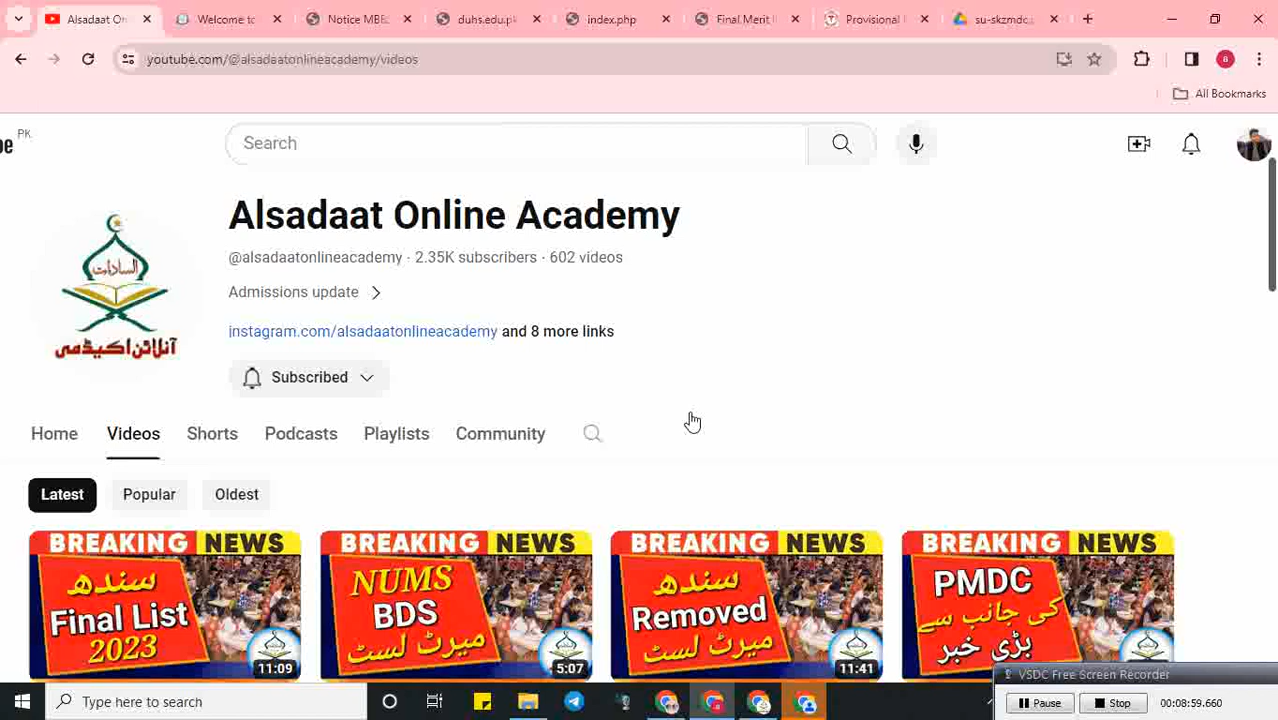 Alsadaat On
Welcome to
Notice MBB
duhs.edu.p
index.php
Final Merit
Provisional
su-skzmdc.
youtube.com/@alsadaatonlineacademy/videos
All Bookmarks
be PK
Search
Alsadaat Online Academy
@alsadaatonlineacademy · 2.35K subscribers · 602 videos
Admissions update
instagram.com/alsadaatonlineacademy and 8 more links
Subscribed
السادات
آنلائن اکیڈمی
Home Videos Shorts Podcasts Playlists Community
Latest Popular Oldest
BREAKING NEWS
سندھ
Final List
2023
11:09
BREAKING NEWS
NUMS
BDS
میرٹ لسٹ
5:07
BREAKING NEWS
سندھ
Removed
میرٹ لسٹ
11:41
BREAKING NEWS
PMDC
کی جانب سے
بڑی خبر
VSDC Free Screen Recorder
Pause Stop 00:08:59.660
Type here to search